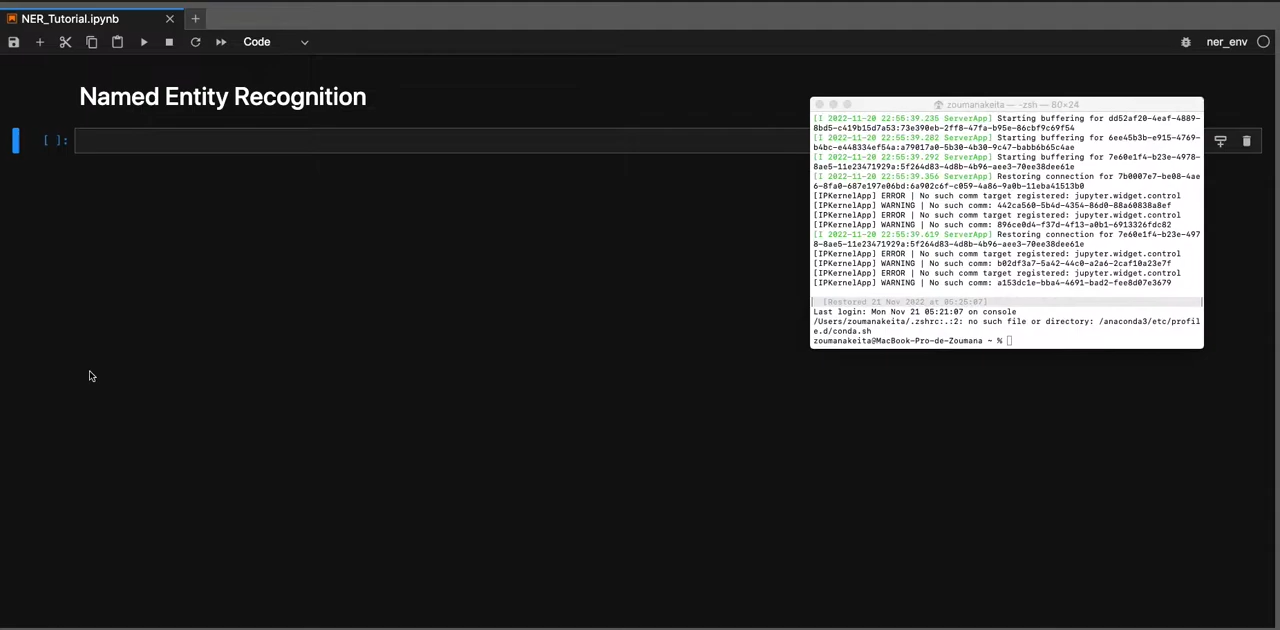 NER_Tutorial.ipynb
Code
ner_env
Named Entity Recognition
[ ]:
zoumanakeita — -zsh — 80×24
[I 2022-11-20 22:55:39.235 ServerApp] Starting buffering for dd52af20-4eaf-4889-
8bd5-c419b15d7a53:73e390eb-2ff8-47fa-b95e-86cbf9c69f54
[I 2022-11-20 22:55:39.282 ServerApp] Starting buffering for 6ee45b3b-e915-4769-
b4bc-e448334ef54a:a79017a0-5b30-4b30-9c47-babb6b65c4ae
[I 2022-11-20 22:55:39.292 ServerApp] Starting buffering for 7e60e1f4-b23e-4978-
8ae5-11e23471929a:5f264d83-4d8b-4b96-aee3-70ee38dee61e
[I 2022-11-20 22:55:39.356 ServerApp] Restoring connection for 7b0007e7-be08-4ae
6-8fa0-687e197e06bd:6a902c6f-c059-4a86-9a0b-11eba41513b0
[IPKernelApp] ERROR | No such comm target registered: jupyter.widget.control
[IPKernelApp] WARNING | No such comm: 442ca560-5b4d-4354-86d0-88a60838a8ef
[IPKernelApp] ERROR | No such comm target registered: jupyter.widget.control
[IPKernelApp] WARNING | No such comm: 896ce0d4-f37d-4f13-a0b1-6913326fdc82
[I 2022-11-20 22:55:39.619 ServerApp] Restoring connection for 7e60e1f4-b23e-497
8-8ae5-11e23471929a:5f264d83-4d8b-4b96-aee3-70ee38dee61e
[IPKernelApp] ERROR | No such comm target registered: jupyter.widget.control
[IPKernelApp] WARNING | No such comm: b02df3a7-5a42-44c0-a2a6-2caf10a23e7f
[IPKernelApp] ERROR | No such comm target registered: jupyter.widget.control
[IPKernelApp] WARNING | No such comm: a153dc1e-bba4-4691-bad2-fee8d07e3679
[Restored 21 Nov 2022 at 05:25:07]
Last login: Mon Nov 21 05:21:07 on console
/Users/zoumanakeita/.zshrc:.:2: no such file or directory: /anaconda3/etc/profil
e.d/conda.sh
zoumanakeita@MacBook-Pro-de-Zoumana ~ %